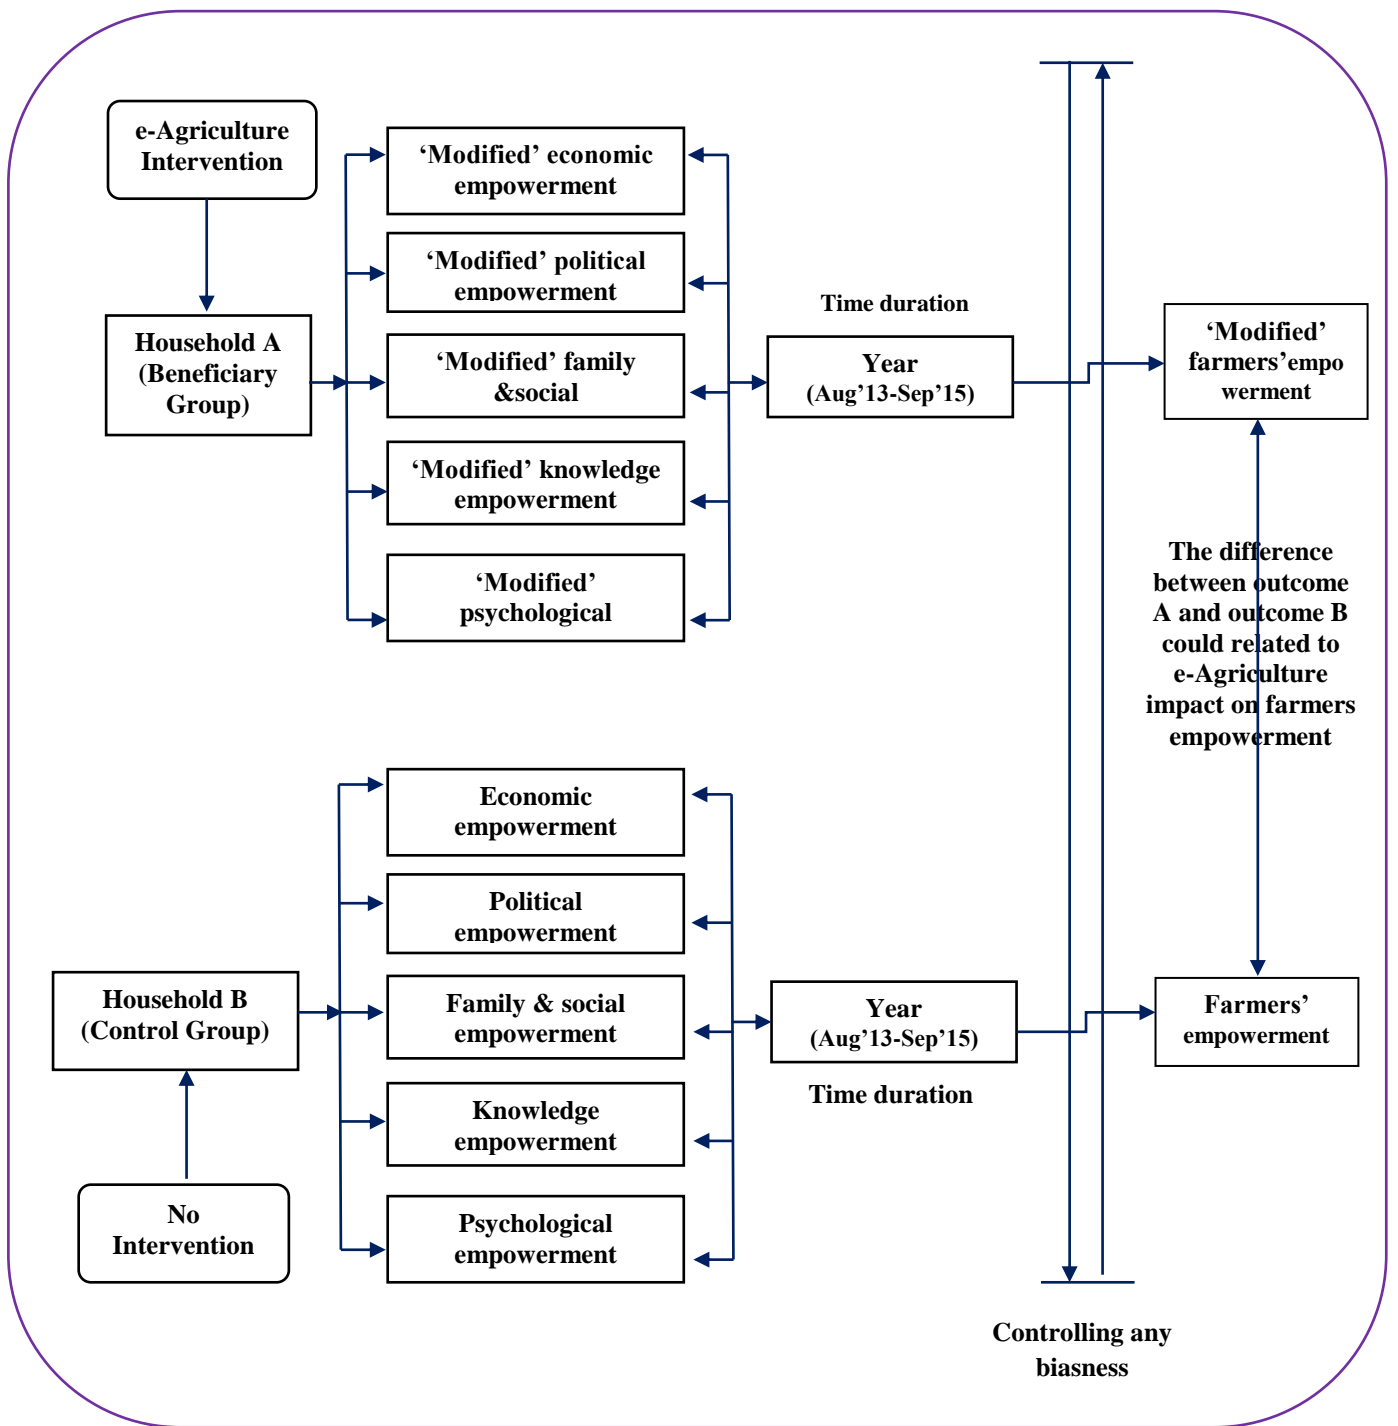 e-Agriculture
Intervention
Household A
(Beneficiary
Group)
‘Modified’ economic
empowerment
‘Modified’ political
empowerment
‘Modified’ family
&social
‘Modified’ knowledge
empowerment
‘Modified’
psychological
Time duration
Year
(Aug’13-Sep’15)
‘Modified’
farmers’empo
werment
The difference
between outcome
A and outcome B
could related to
e-Agriculture
impact on farmers
empowerment
Household B
(Control Group)
No
Intervention
Economic
empowerment
Political
empowerment
Family & social
empowerment
Knowledge
empowerment
Psychological
empowerment
Year
(Aug’13-Sep’15)
Time duration
Farmers’
empowerment
Controlling any
biasness